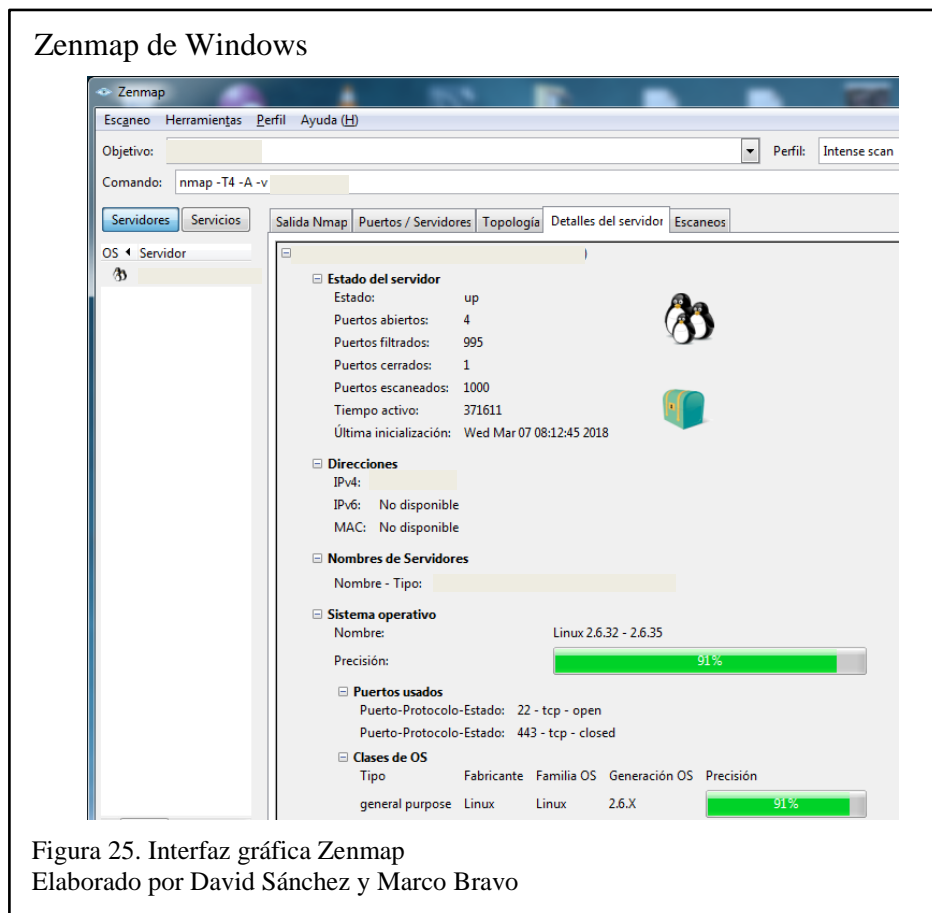 Zenmap de Windows
Zenmap
Escaneo Herramientas Perfil Ayuda (H)
Objetivo: Perfil: Intense scan
Comando: nmap -T4 -A -v
Servidores Servicios Salida Nmap Puertos / Servidores Topología Detalles del servidor Escaneos
OS Servidor
)
Estado del servidor
Estado: up
Puertos abiertos: 4
Puertos filtrados: 995
Puertos cerrados: 1
Puertos escaneados: 1000
Tiempo activo: 371611
Última inicialización: Wed Mar 07 08:12:45 2018
Direcciones
IPv4:
IPv6: No disponible
MAC: No disponible
Nombres de Servidores
Nombre - Tipo:
Sistema operativo
Nombre: Linux 2.6.32 - 2.6.35
Precisión: 91%
Puertos usados
Puerto-Protocolo-Estado: 22 - tcp - open
Puerto-Protocolo-Estado: 443 - tcp - closed
Clases de OS
Tipo Fabricante Familia OS Generación OS Precisión
general purpose Linux Linux 2.6.X 91%
Figura 25. Interfaz gráfica Zenmap
Elaborado por David Sánchez y Marco Bravo